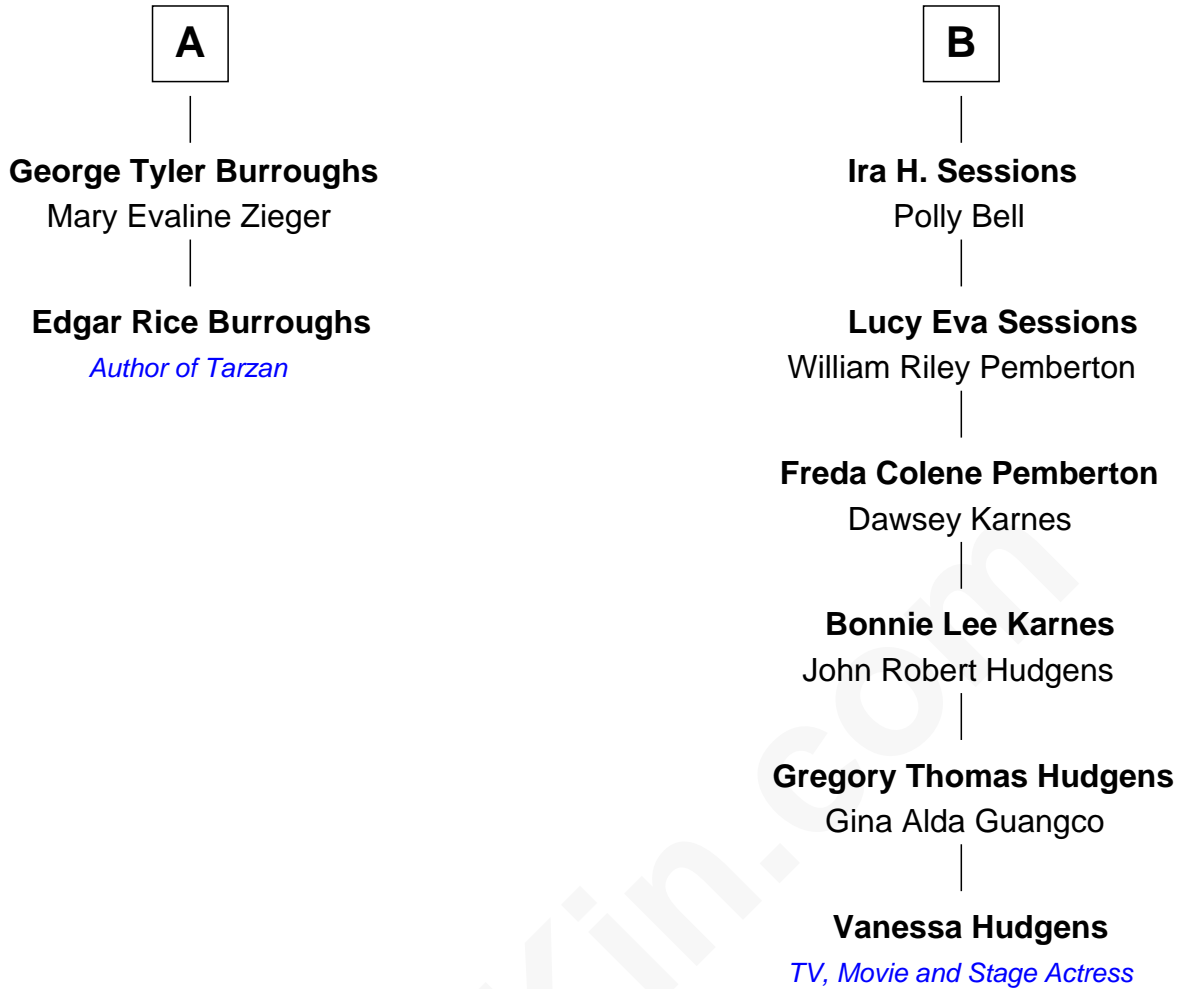 A
George Tyler Burroughs
Mary Evaline Zieger
Edgar Rice Burroughs
Author of Tarzan
B
Ira H. Sessions
Polly Bell
Lucy Eva Sessions
William Riley Pemberton
Freda Colene Pemberton
Dawsey Karnes
Bonnie Lee Karnes
John Robert Hudgens
Gregory Thomas Hudgens
Gina Alda Guangco
Vanessa Hudgens
TV, Movie and Stage Actress